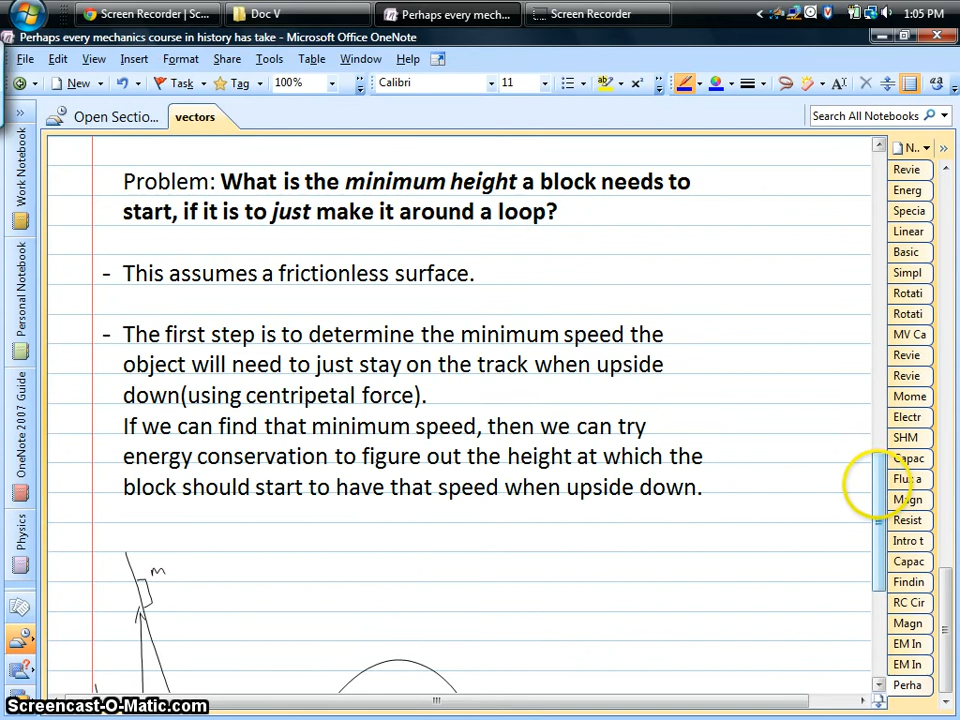 Screen Recorder | Sc...
Doc V
Perhaps every mech...
Screen Recorder
1:05 PM
Perhaps every mechanics course in history has take - Microsoft Office OneNote
File Edit View Insert Format Share Tools Table Window Help
New Task Tag 100% Calibri 11
Open Sectio... vectors
Search All Notebooks
Work Notebook
Personal Notebook
OneNote 2007 Guide
Physics
Problem: What is the minimum height a block needs to
start, if it is to just make it around a loop?
- This assumes a frictionless surface.
- The first step is to determine the minimum speed the
object will need to just stay on the track when upside
down(using centripetal force).
If we can find that minimum speed, then we can try
energy conservation to figure out the height at which the
block should start to have that speed when upside down.
m
N..
Revie
Energ
Specia
Linear
Basic
Simpl
Rotati
Rotati
MV Ca
Revie
Revie
Mome
Electr
SHM
Capac
Flux a
Magn
Resist
Intro t
Capac
Findin
RC Cir
Magn
EM In
EM In
Perha
Screencast-O-Matic.com